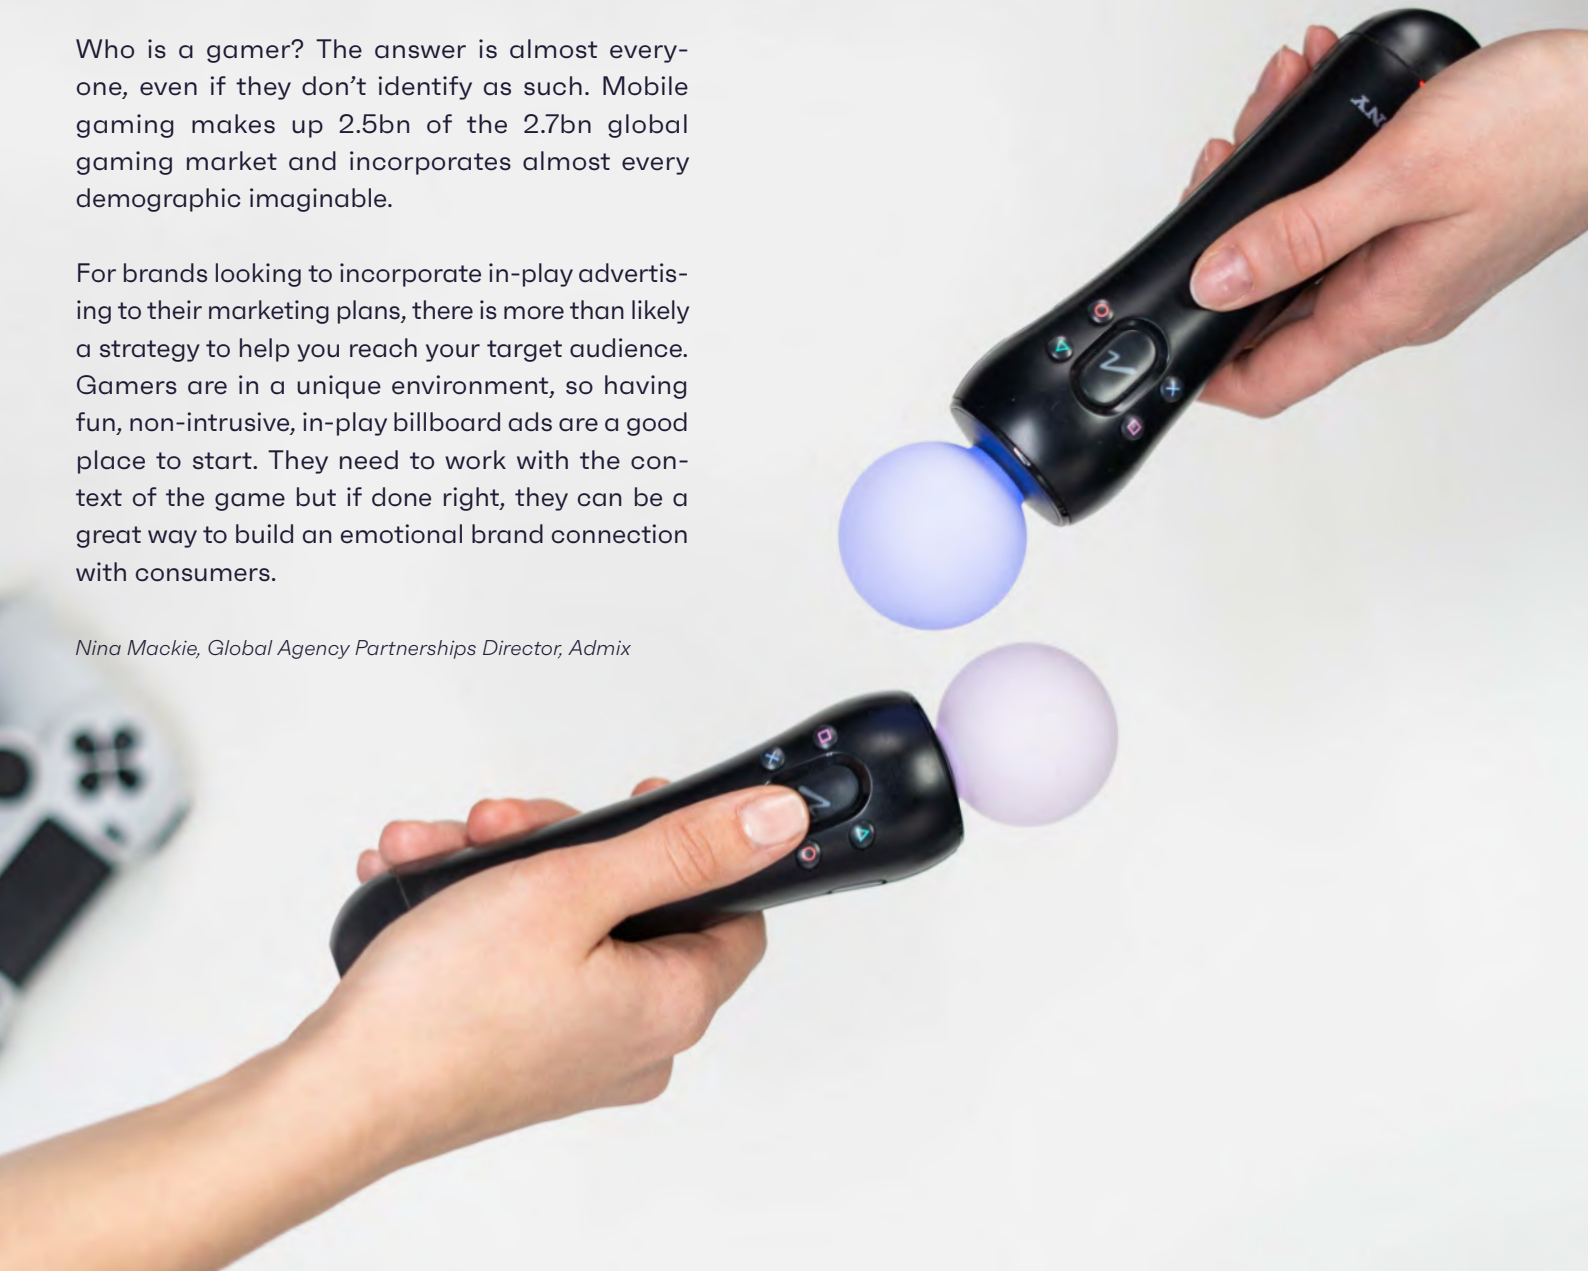 Who is a gamer? The answer is almost every-
one, even if they don’t identify as such. Mobile
gaming makes up 2.5bn of the 2.7bn global
gaming market and incorporates almost every
demographic imaginable.
For brands looking to incorporate in-play advertis-
ing to their marketing plans, there is more than likely
a strategy to help you reach your target audience.
Gamers are in a unique environment, so having
fun, non-intrusive, in-play billboard ads are a good
place to start. They need to work with the con-
text of the game but if done right, they can be a
great way to build an emotional brand connection
with consumers.
Nina Mackie, Global Agency Partnerships Director, Admix